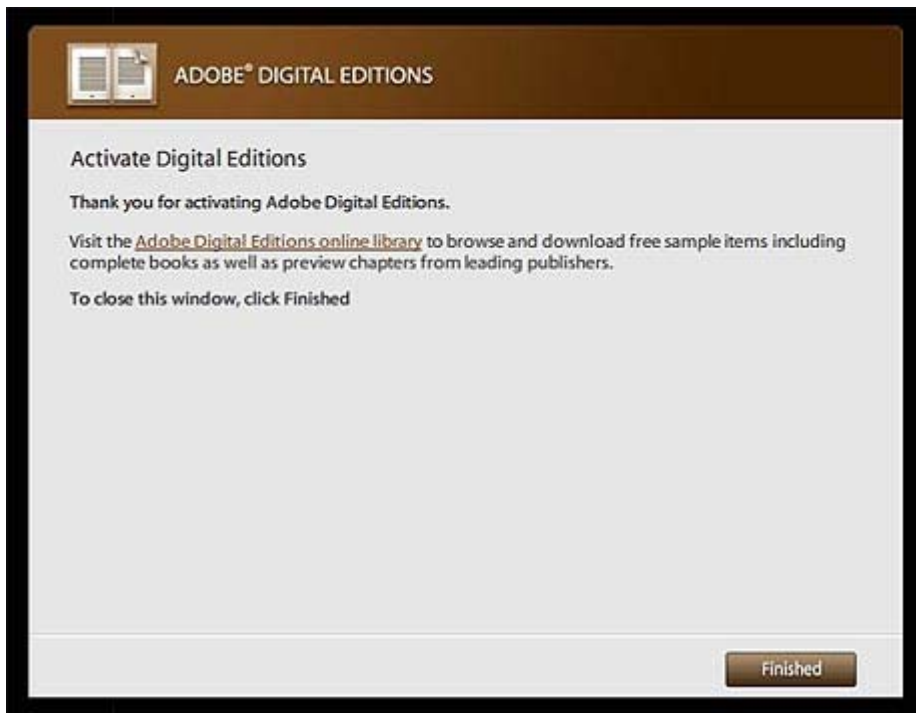 ADOBE® DIGITAL EDITIONS
Activate Digital Editions
Thank you for activating Adobe Digital Editions.
Visit the Adobe Digital Editions online library to browse and download free sample items including
complete books as well as preview chapters from leading publishers.
To close this window, click Finished
Finished